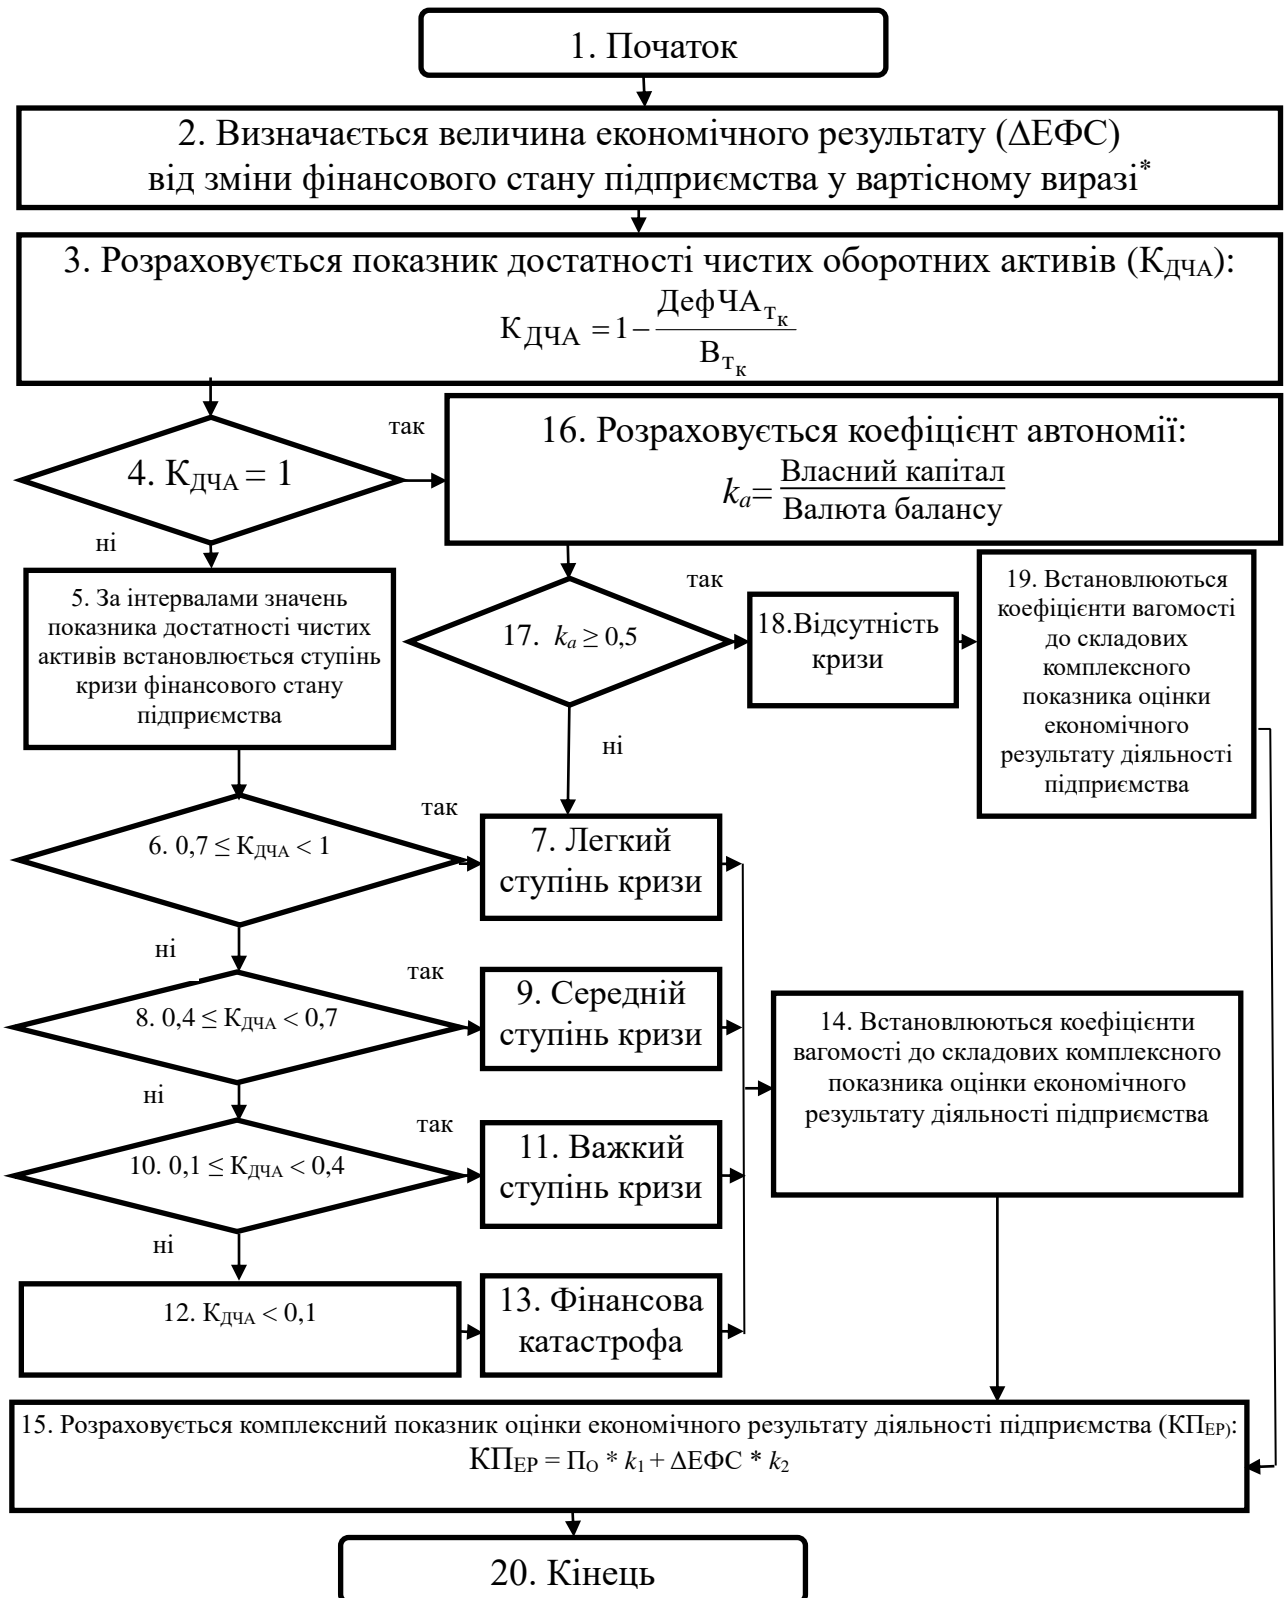 1. Початок
2. Визначається величина економічного результату (ΔЕФС)
від зміни фінансового стану підприємства у вартісному виразі*
3. Розраховується показник достатності чистих оборотних активів (КДЧА):
К ДЧА = 1 − ДефЧАТк / ВТк
4. КДЧА = 1
так
16. Розраховується коефіцієнт автономії:
ka= Власний капітал / Валюта балансу
ні
5. За інтервалами значень
показника достатності чистих
активів встановлюється ступінь
кризи фінансового стану
підприємства
17. ka ≥ 0,5
так
18.Відсутність
кризи
19. Встановлюються
коефіцієнти вагомості
до складових
комплексного
показника оцінки
економічного
результату діяльності
підприємства
ні
6. 0,7 ≤ КДЧА < 1
так
7. Легкий
ступінь кризи
ні
8. 0,4 ≤ КДЧА < 0,7
так
9. Середній
ступінь кризи
14. Встановлюються коефіцієнти
вагомості до складових комплексного
показника оцінки економічного
результату діяльності підприємства
ні
10. 0,1 ≤ КДЧА < 0,4
так
11. Важкий
ступінь кризи
ні
12. КДЧА < 0,1
13. Фінансова
катастрофа
15. Розраховується комплексний показник оцінки економічного результату діяльності підприємства (КПЕР):
КПЕР = ПО * k1 + ΔЕФС * k2
20. Кінець